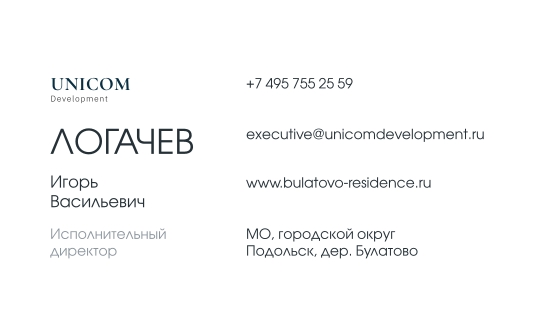 UNICOM
Development
ЛОГАЧЕВ
Игорь
Васильевич
Исполнительный
директор
+7 495 755 25 59
executive@unicomdevelopment.ru
www.bulatovo-residence.ru
МО, городской округ
Подольск, дер. Булатово